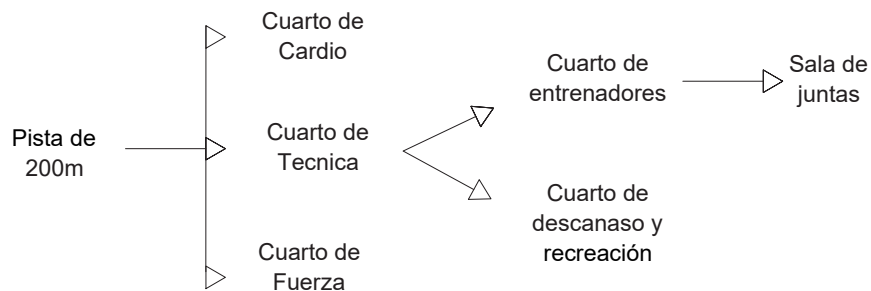 Pista de
200m
Cuarto de
Cardio
Cuarto de
Tecnica
Cuarto de
Fuerza
Cuarto de
entrenadores
Cuarto de
descanaso y
recreación
Sala de
juntas